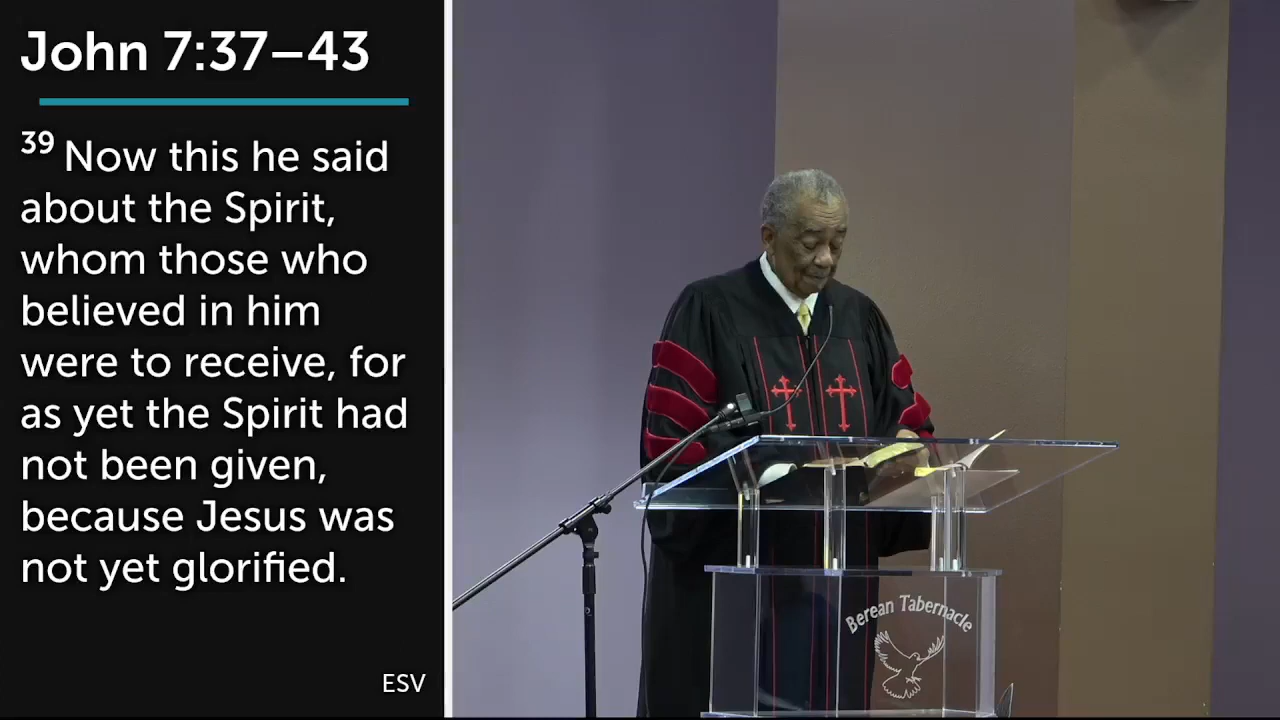 John 7:37–43
39 Now this he said
about the Spirit,
whom those who
believed in him
were to receive, for
as yet the Spirit had
not been given,
because Jesus was
not yet glorified.
ESV
Berean Tabernacle